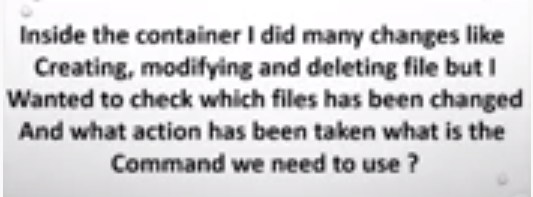 Inside the container I did many changes like
Creating, modifying and deleting file but I
Wanted to check which files has been changed
And what action has been taken what is the
Command we need to use ?